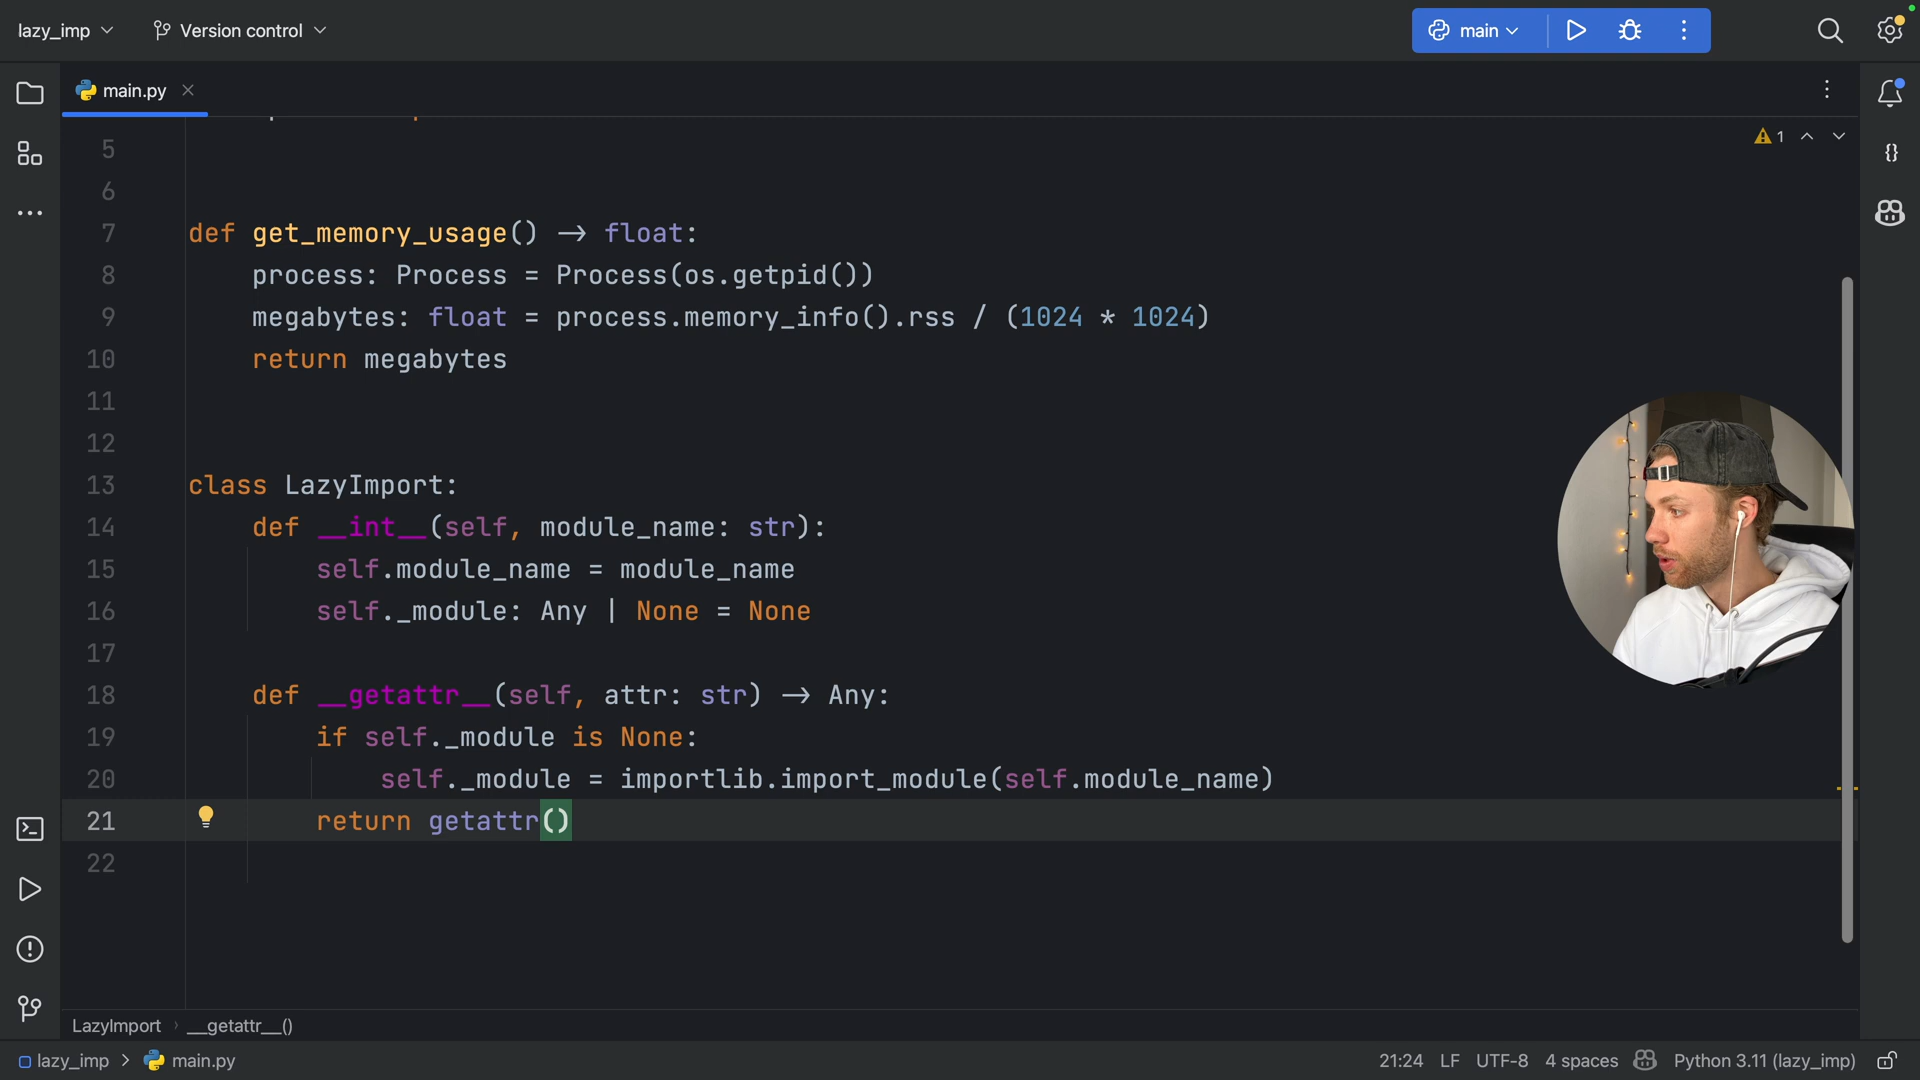 lazy_imp
Version control
main
main.py
1
5
6
7 def get_memory_usage() → float:
8 process: Process = Process(os.getpid())
9 megabytes: float = process.memory_info().rss / (1024 * 1024)
10 return megabytes
11
12
13 class LazyImport:
14 def __int__(self, module_name: str):
15 self.module_name = module_name
16 self._module: Any | None = None
17
18 def __getattr__(self, attr: str) → Any:
19 if self._module is None:
20 self._module = importlib.import_module(self.module_name)
21 return getattr()
22
LazyImport › __getattr__()
lazy_imp > main.py
21:24 LF UTF-8 4 spaces Python 3.11 (lazy_imp)